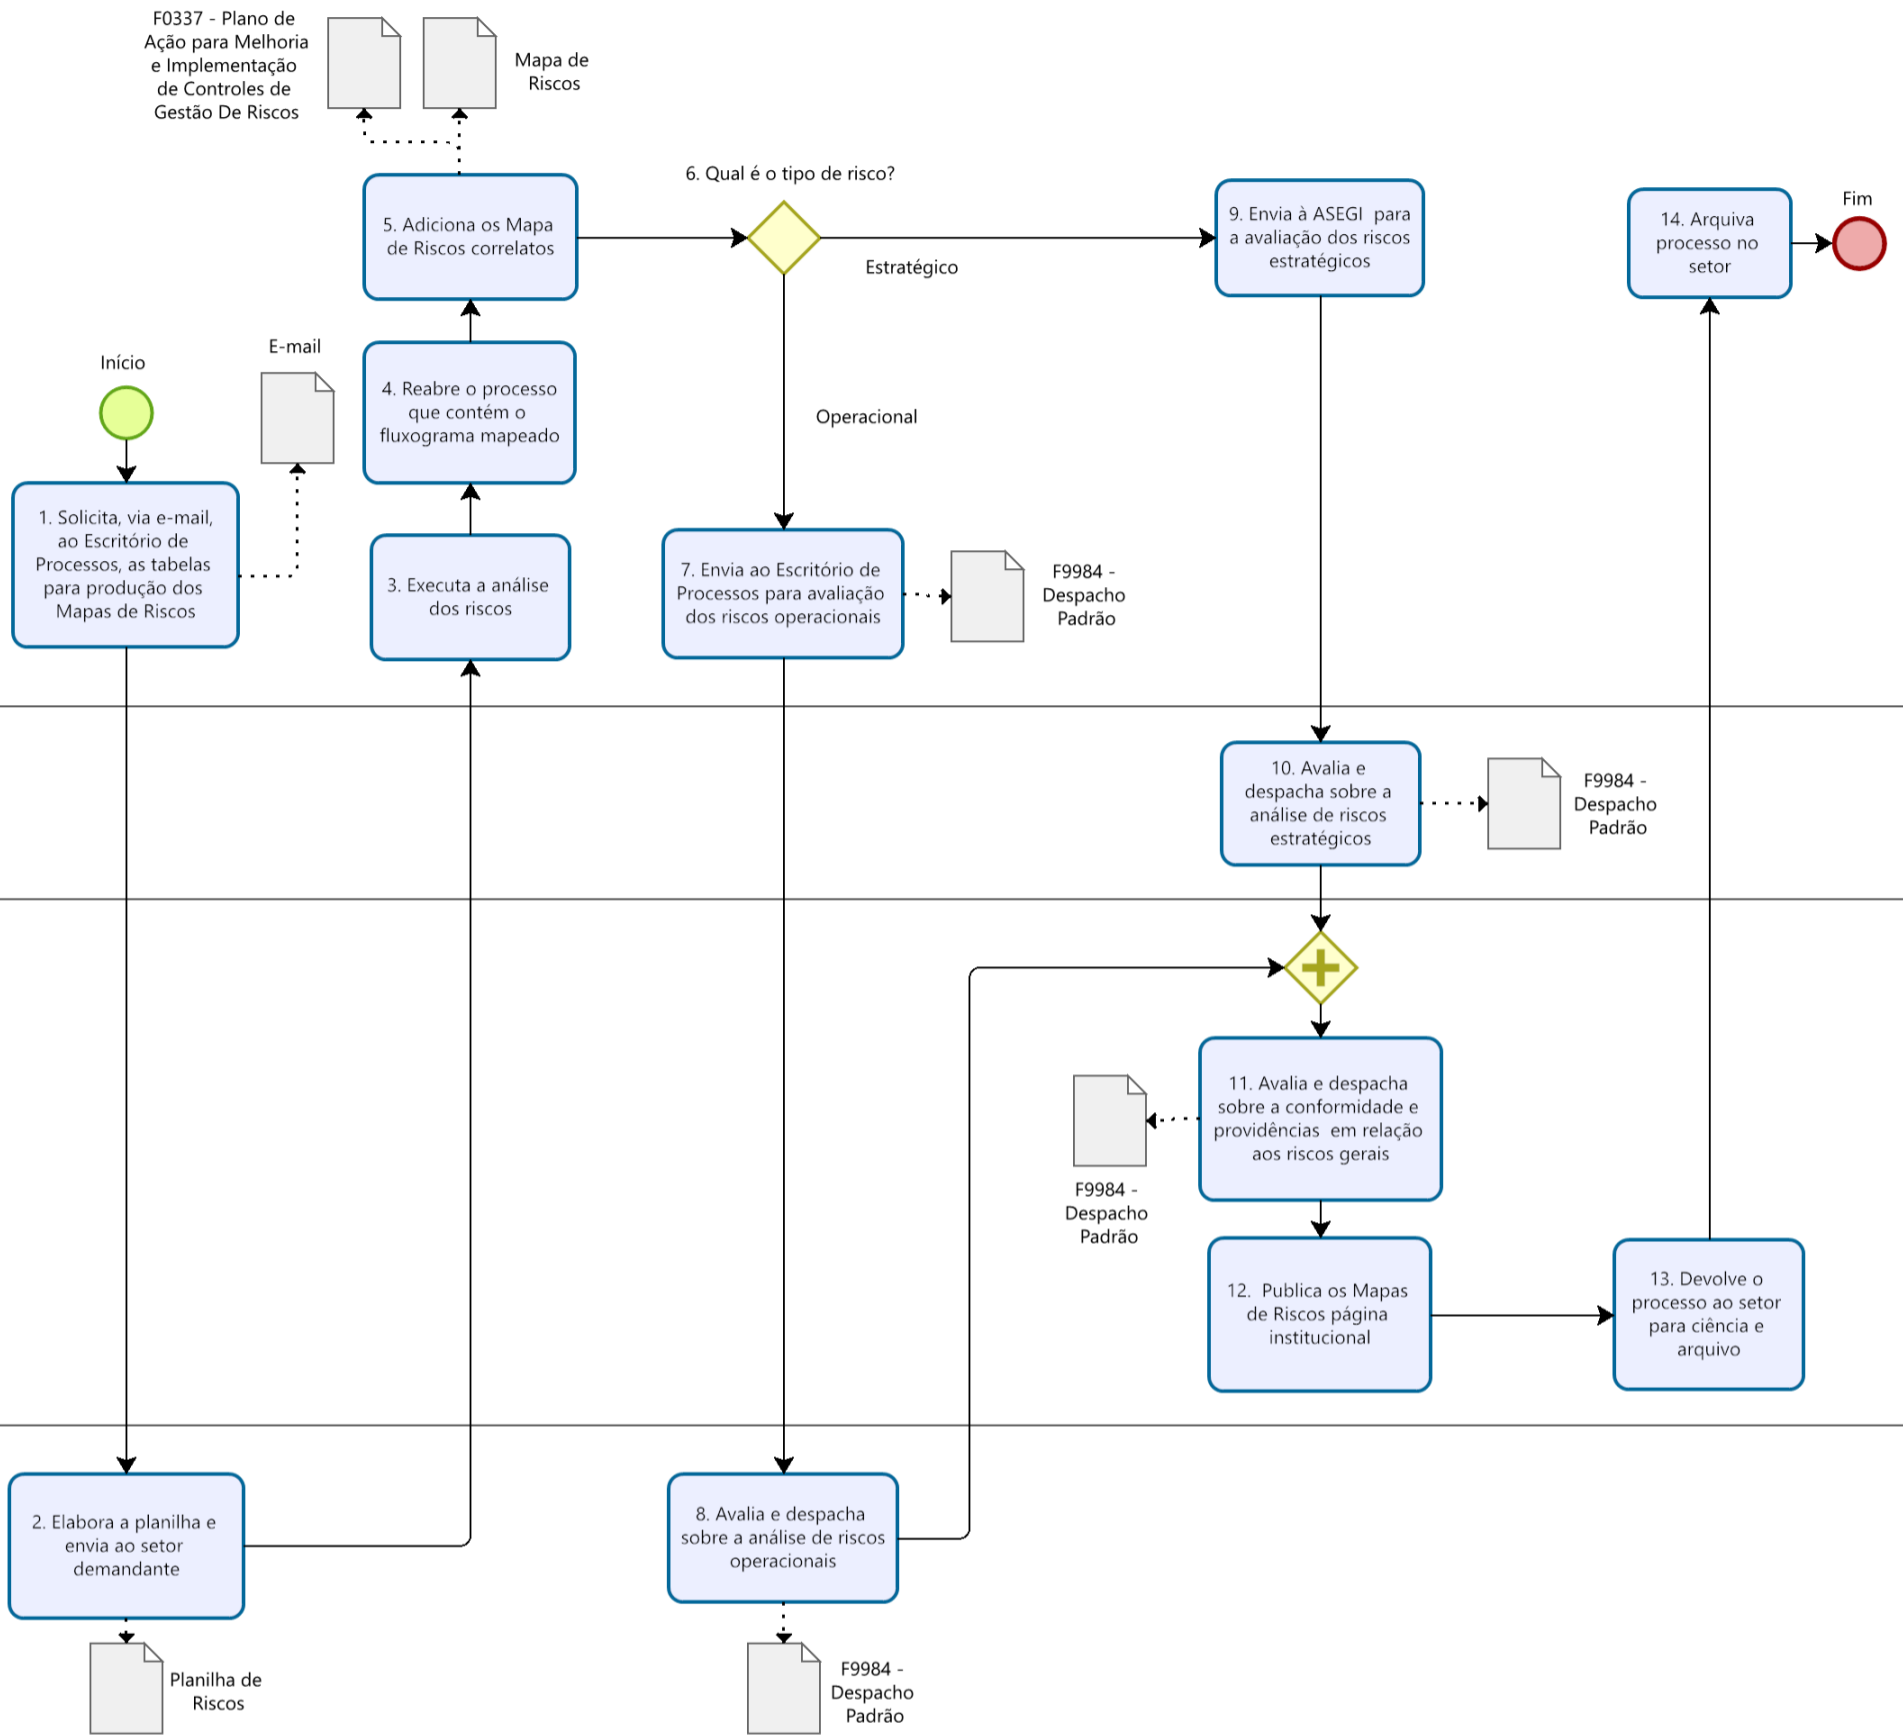 F0337 - Plano de
Ação para Melhoria
e Implementação
de Controles de
Gestão De Riscos
Mapa de
Riscos
6. Qual é o tipo de risco?
5. Adiciona os Mapa
de Riscos correlatos
9. Envia à ASEGI  para
a avaliação dos riscos
estratégicos
14. Arquiva
processo no
setor
Fim
Estratégico
E-mail
Início
4. Reabre o processo
que contém o
fluxograma mapeado
Operacional
1. Solicita, via e-mail,
ao Escritório de
Processos, as tabelas
para produção dos
Mapas de Riscos
3. Executa a análise
dos riscos
7. Envia ao Escritório de
Processos para avaliação
dos riscos operacionais
F9984 -
Despacho
Padrão
10. Avalia e
despacha sobre a
análise de riscos
estratégicos
F9984 -
Despacho
Padrão
11. Avalia e despacha
sobre a conformidade e
providências  em relação
aos riscos gerais
F9984 -
Despacho
Padrão
12.  Publica os Mapas
de Riscos página
institucional
13. Devolve o
processo ao setor
para ciência e
arquivo
2. Elabora a planilha e
envia ao setor
demandante
8. Avalia e despacha
sobre a análise de riscos
operacionais
Planilha de
Riscos
F9984 -
Despacho
Padrão